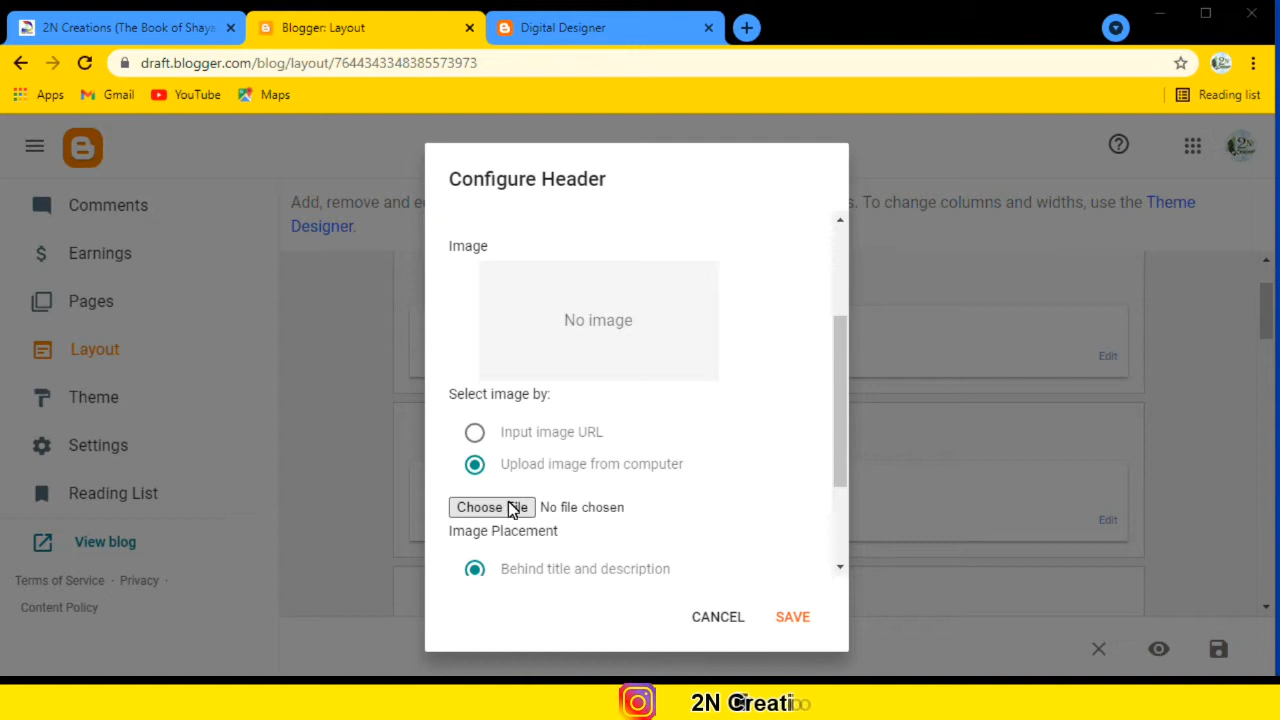 2N Creations (The Book of Shaya
Blogger: Layout
Digital Designer
draft.blogger.com/blog/layout/7644343348385573973
Apps
Gmail
YouTube
Maps
Reading list
Comments
Earnings
Pages
Layout
Theme
Settings
Reading List
View blog
Terms of Service · Privacy ·
Content Policy
Add, remove and
s. To change columns and widths, use the Theme
Designer.
Edit
Edit
Configure Header
Image
No image
Select image by:
Input image URL
Upload image from computer
Choose File No file chosen
Image Placement
Behind title and description
CANCEL
SAVE
2N